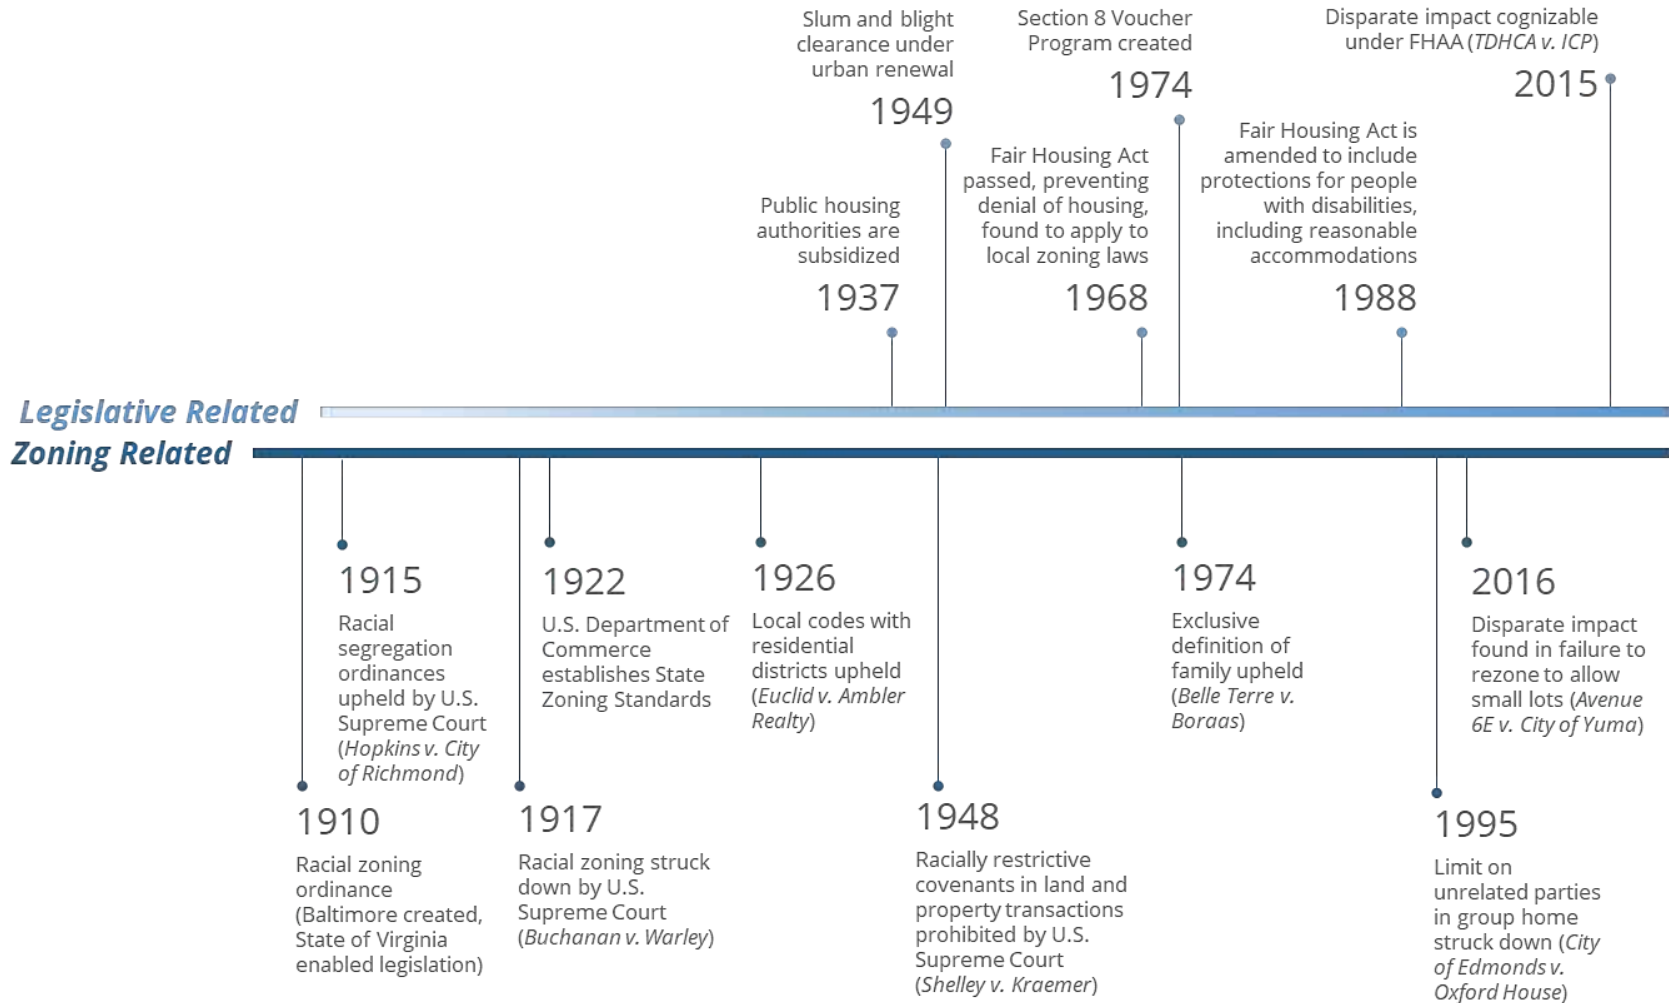 Slum and blight
clearance under
urban renewal
1949
Section 8 Voucher
Program created
1974
Disparate impact cognizable
under FHAA (TDHCA v. ICP)
2015
Public housing
authorities are
subsidized
1937
Fair Housing Act
passed, preventing
denial of housing,
found to apply to
local zoning laws
1968
Fair Housing Act is
amended to include
protections for people
with disabilities,
including reasonable
accommodations
1988
Legislative Related
Zoning Related
1915
Racial
segregation
ordinances
upheld by U.S.
Supreme Court
(Hopkins v. City
of Richmond)
1922
U.S. Department of
Commerce
establishes State
Zoning Standards
1926
Local codes with
residential
districts upheld
(Euclid v. Ambler
Realty)
1974
Exclusive
definition of
family upheld
(Belle Terre v.
Boraas)
2016
Disparate impact
found in failure to
rezone to allow
small lots (Avenue
6E v. City of Yuma)
1910
Racial zoning
ordinance
(Baltimore created,
State of Virginia
enabled legislation)
1917
Racial zoning struck
down by U.S.
Supreme Court
(Buchanan v. Warley)
1948
Racially restrictive
covenants in land and
property transactions
prohibited by U.S.
Supreme Court
(Shelley v. Kraemer)
1995
Limit on
unrelated parties
in group home
struck down (City
of Edmonds v.
Oxford House)